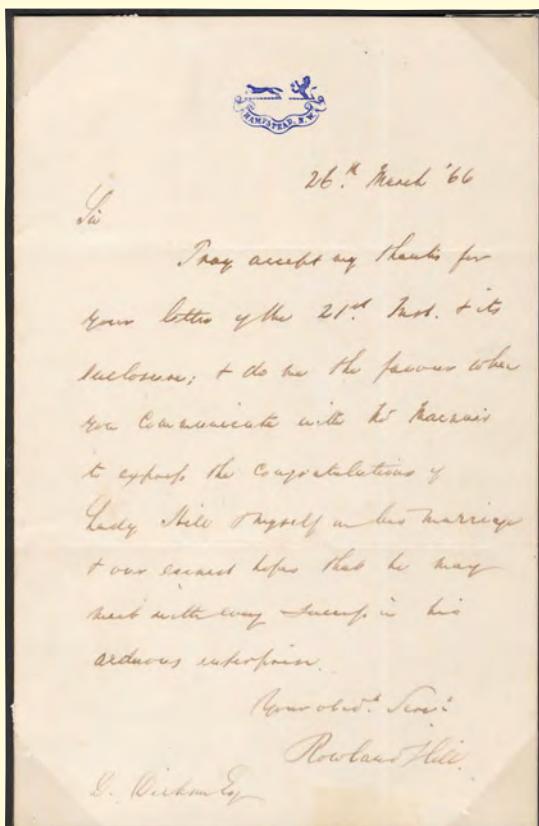 HAMPSTEAD. N.W.
26th. March '66
Sir
Pray accept my thanks for
your letter of the 21st. Inst. & its
enclosure; & do me the favour when
you communicate with Mr
to express the congratulations of
Lady Hill & myself on his marriage
& our earnest hopes that he may
meet with every success in his
arduous enterprise.
Your obedt. Servt.
Rowland Hill.
Esq